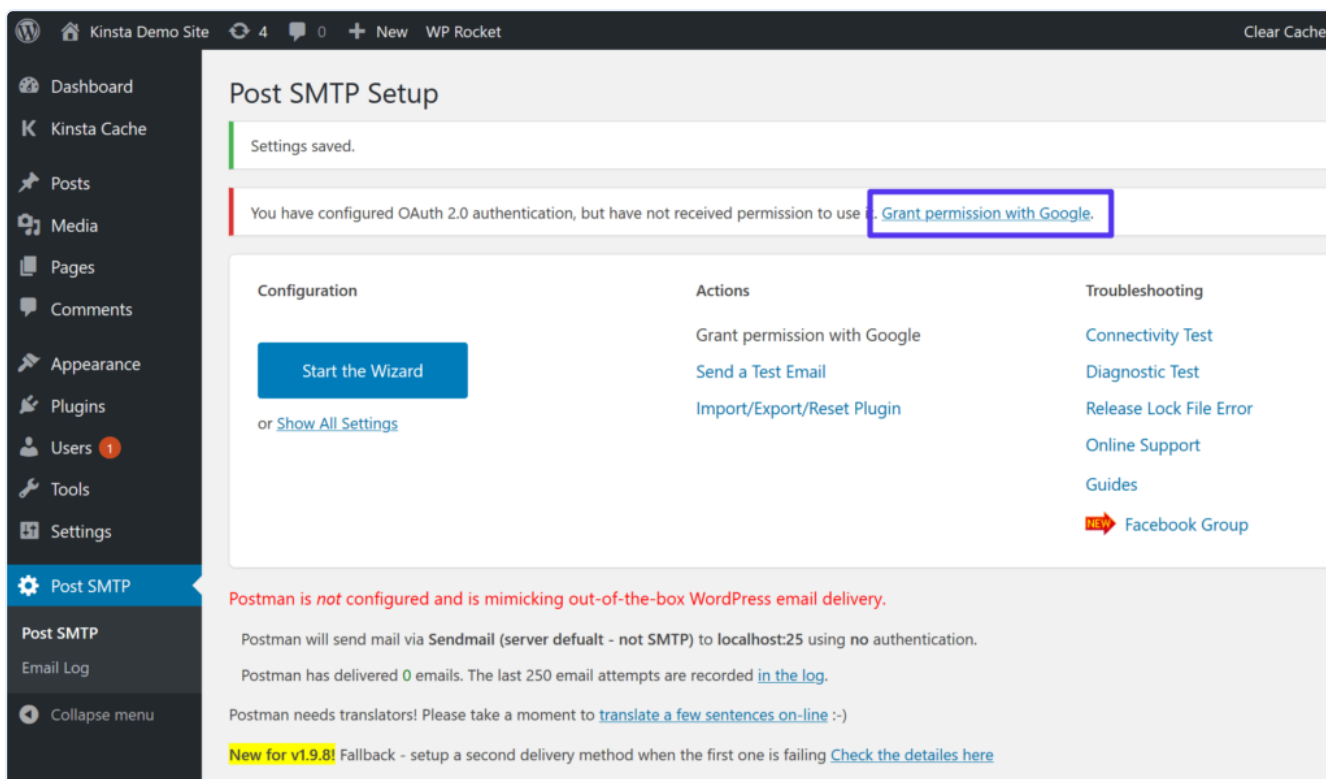 Kinsta Demo Site 4 0 New WP Rocket Clear Cache
Dashboard
Kinsta Cache
Posts
Media
Pages
Comments
Appearance
Plugins
Users 1
Tools
Settings
Post SMTP
Post SMTP
Email Log
Collapse menu
Post SMTP Setup
Settings saved.
You have configured OAuth 2.0 authentication, but have not received permission to use it. Grant permission with Google.
Configuration
Start the Wizard
or Show All Settings
Actions
Grant permission with Google
Send a Test Email
Import/Export/Reset Plugin
Troubleshooting
Connectivity Test
Diagnostic Test
Release Lock File Error
Online Support
Guides
NEW Facebook Group
Postman is not configured and is mimicking out-of-the-box WordPress email delivery.
Postman will send mail via Sendmail (server defualt - not SMTP) to localhost:25 using no authentication.
Postman has delivered 0 emails. The last 250 email attempts are recorded in the log.
Postman needs translators! Please take a moment to translate a few sentences on-line :-)
New for v1.9.8! Fallback - setup a second delivery method when the first one is failing Check the detailes here